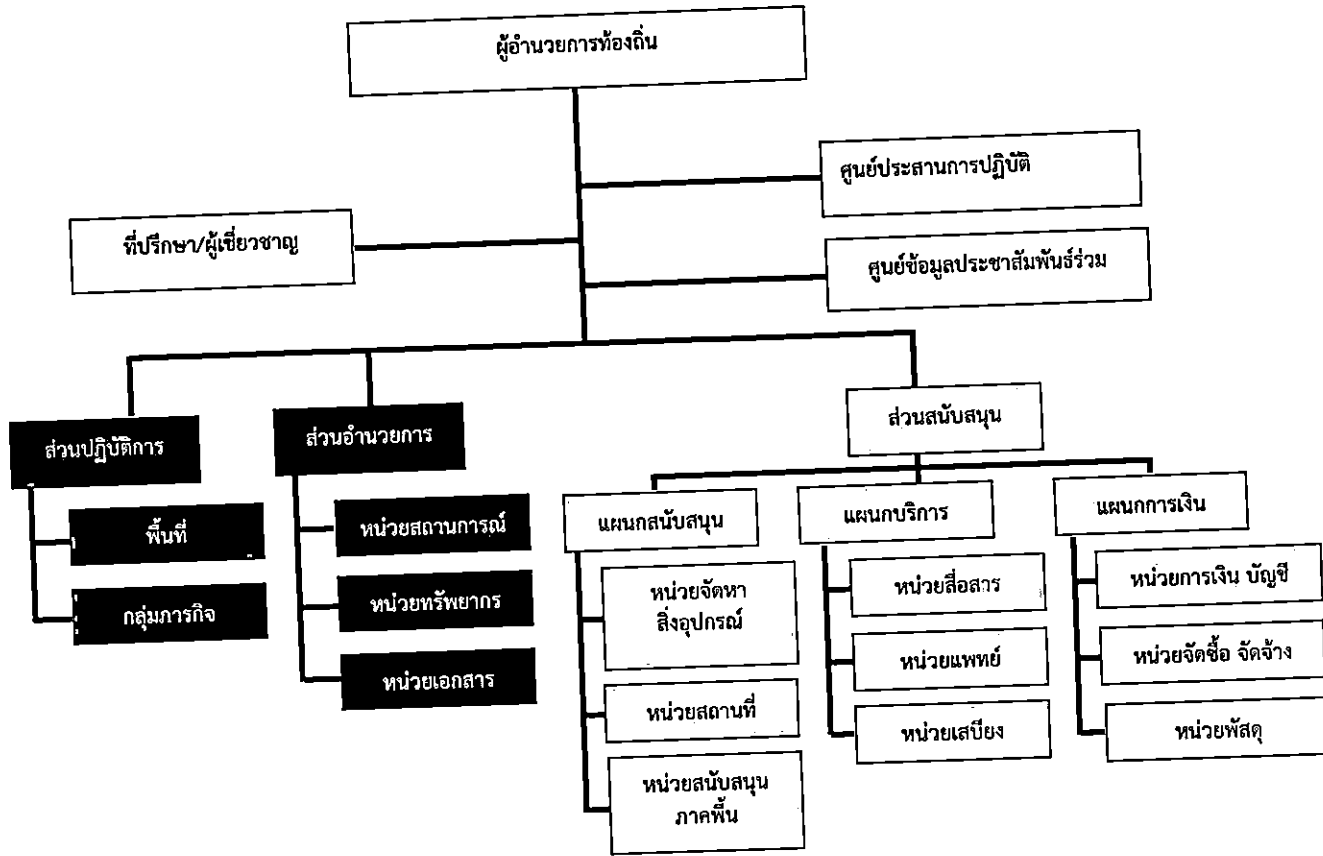 ผู้อำนวยการท้องถิ่น
ศูนย์ประสานการปฏิบัติ
ที่ปรึกษา/ผู้เชี่ยวชาญ
ศูนย์ข้อมูลประชาสัมพันธ์ร่วม
ส่วนปฏิบัติการ
พื้นที่
กลุ่มภารกิจ
ส่วนอำนวยการ
หน่วยสถานการณ์
หน่วยทรัพยากร
หน่วยเอกสาร
ส่วนสนับสนุน
แผนกสนับสนุน
หน่วยจัดหา
สิ่งอุปกรณ์
หน่วยสถานที่
หน่วยสนับสนุน
ภาคพื้น
แผนกบริการ
หน่วยสื่อสาร
หน่วยแพทย์
หน่วยเสบียง
แผนกการเงิน
หน่วยการเงิน บัญชี
หน่วยจัดซื้อ จัดจ้าง
หน่วยพัสดุ